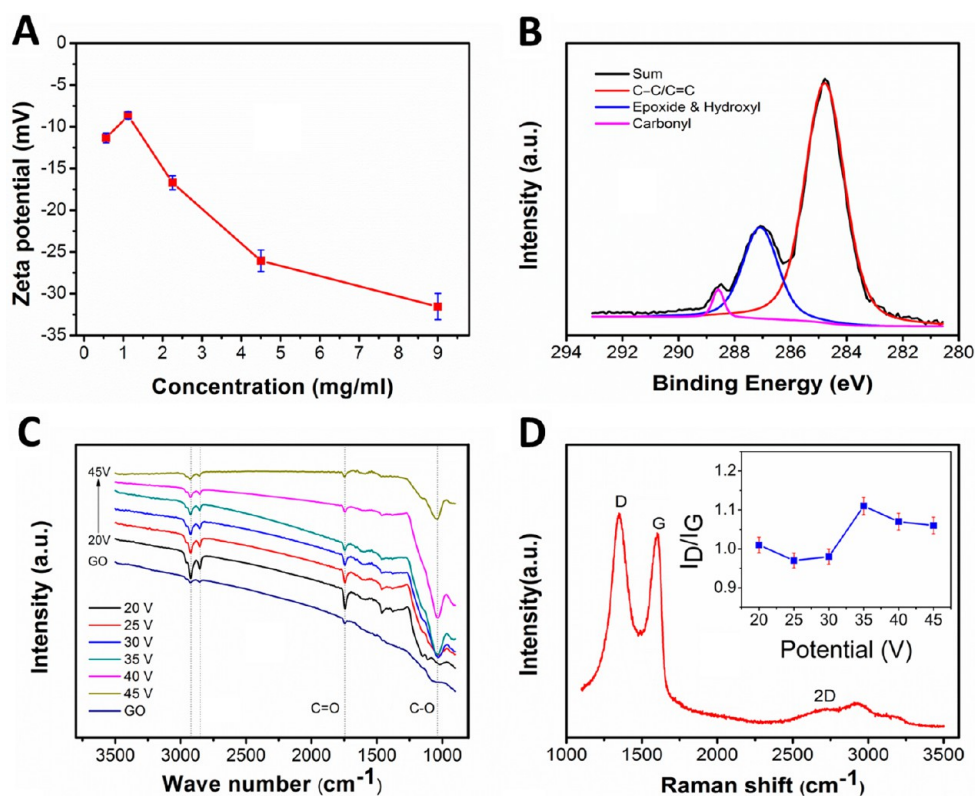 A
Zeta potential (mV)
0
-5
-10
-15
-20
-25
-30
-35
0 1 2 3 4 5 6 7 8 9
Concentration (mg/ml)
B
Intensity (a.u.)
Sum
C–C/C=C
Epoxide & Hydroxyl
Carbonyl
294 292 290 288 286 284 282 280
Binding Energy (eV)
C
Intensity (a.u.)
45V
20V
GO
20 V
25 V
30 V
35 V
40 V
45 V
GO
C=O
C-O
3500 3000 2500 2000 1500 1000
Wave number (cm-1)
D
Intensity(a.u.)
D
G
2D
ID/IG
1.2
1.1
1.0
0.9
20 25 30 35 40 45
Potential (V)
1000 1500 2000 2500 3000 3500
Raman shift (cm-1)